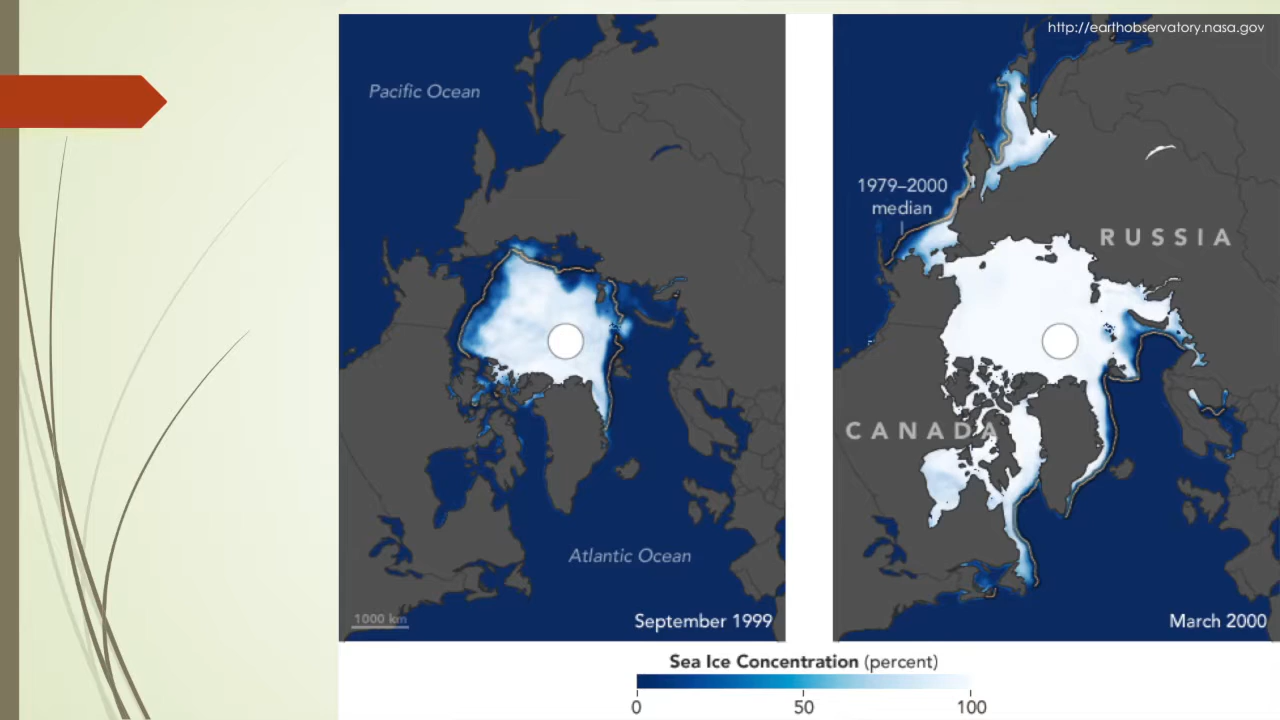 http://earthobservatory.nasa.gov
Pacific Ocean
1979–2000
median
RUSSIA
CANADA
Atlantic Ocean
1000 km
September 1999
March 2000
Sea Ice Concentration (percent)
0 50 100